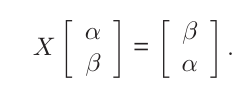 X [ α β ] = [ β α ] .